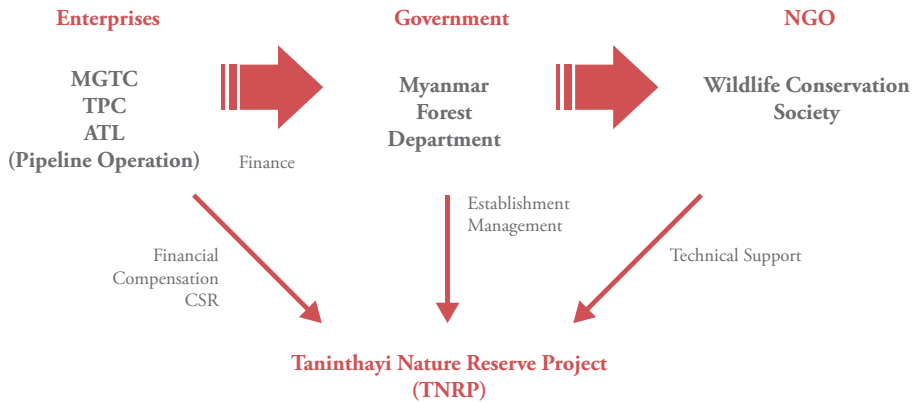 Enterprises
Government
NGO
MGTC
TPC
ATL
(Pipeline Operation)
Finance
Myanmar
Forest
Department
Wildlife Conservation
Society
Financial
Compensation
CSR
Establishment
Management
Technical Support
Taninthayi Nature Reserve Project
(TNRP)